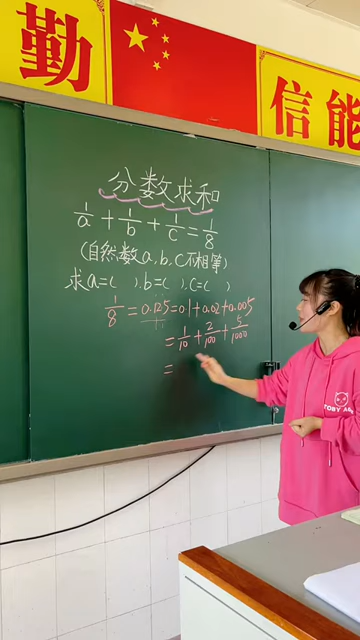 勤
信能
分数求和
1/a + 1/b + 1/c = 1/8
(自然数a,b,c不相等)
求a=( ),b=( ),c=( )
1/8 = 0.125 = 0.1+0.02+0.005
= 1/10 + 2/100 + 5/1000
=